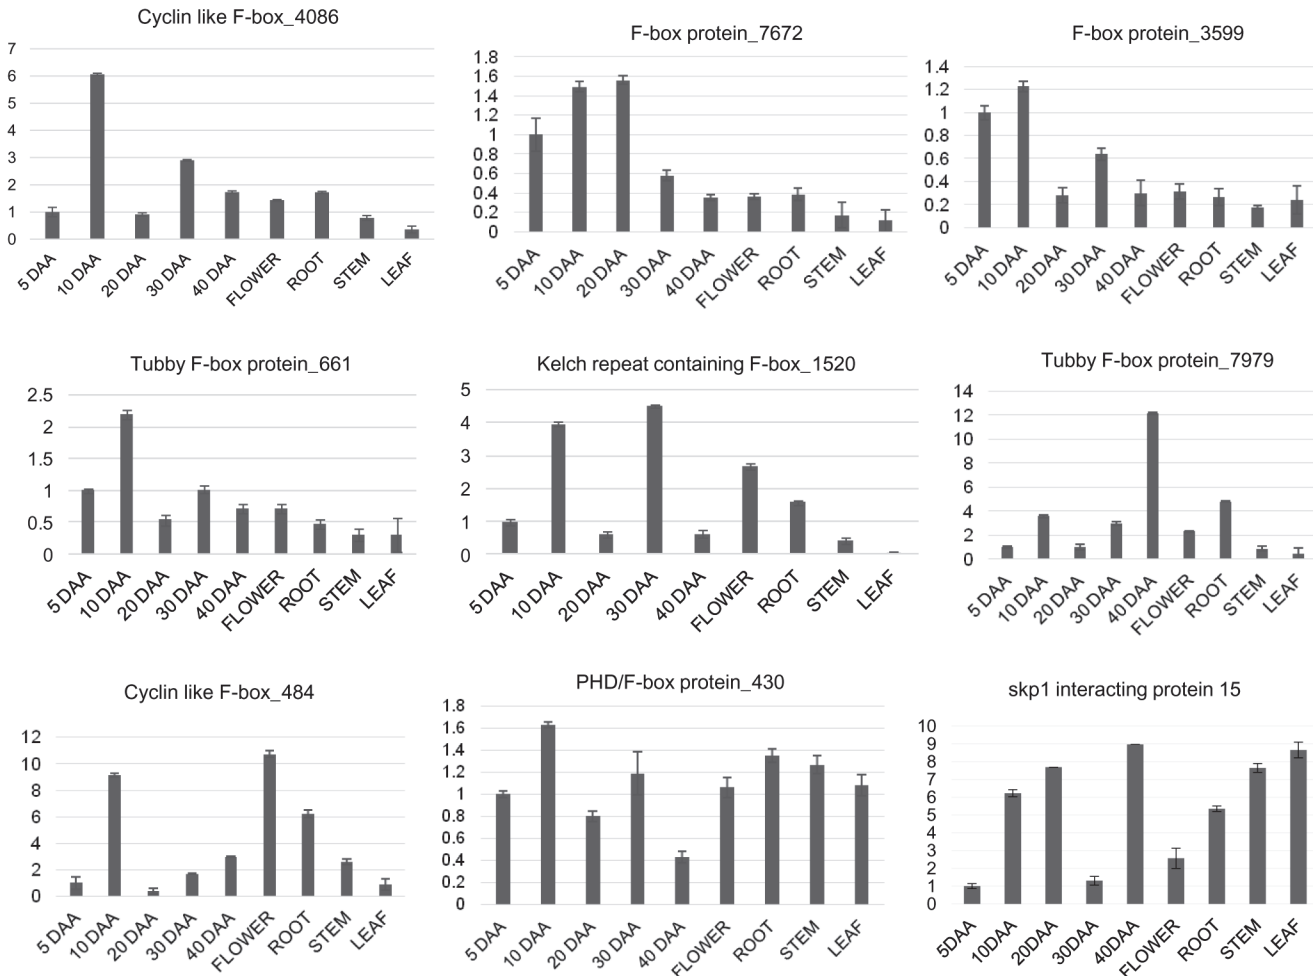 Cyclin like F-box_4086
7
6
5
4
3
2
1
0
5 DAA
10 DAA
20 DAA
30 DAA
40 DAA
FLOWER
ROOT
STEM
LEAF
F-box protein_7672
1.8
1.6
1.4
1.2
1
0.8
0.6
0.4
0.2
0
5 DAA
10 DAA
20 DAA
30 DAA
40 DAA
FLOWER
ROOT
STEM
LEAF
F-box protein_3599
1.4
1.2
1
0.8
0.6
0.4
0.2
0
5 DAA
10 DAA
20 DAA
30 DAA
40 DAA
FLOWER
ROOT
STEM
LEAF
Tubby F-box protein_661
2.5
2
1.5
1
0.5
0
5 DAA
10 DAA
20 DAA
30 DAA
40 DAA
FLOWER
ROOT
STEM
LEAF
Kelch repeat containing F-box_1520
5
4
3
2
1
0
5 DAA
10 DAA
20 DAA
30 DAA
40 DAA
FLOWER
ROOT
STEM
LEAF
Tubby F-box protein_7979
14
12
10
8
6
4
2
0
5 DAA
10 DAA
20 DAA
30 DAA
40 DAA
FLOWER
ROOT
STEM
LEAF
Cyclin like F-box_484
12
10
8
6
4
2
0
5 DAA
10 DAA
20 DAA
30 DAA
40 DAA
FLOWER
ROOT
STEM
LEAF
PHD/F-box protein_430
1.8
1.6
1.4
1.2
1
0.8
0.6
0.4
0.2
0
5 DAA
10 DAA
20 DAA
30 DAA
40 DAA
FLOWER
ROOT
STEM
LEAF
skp1 interacting protein 15
10
9
8
7
6
5
4
3
2
1
0
5DAA
10DAA
20DAA
30DAA
40DAA
FLOWER
ROOT
STEM
LEAF